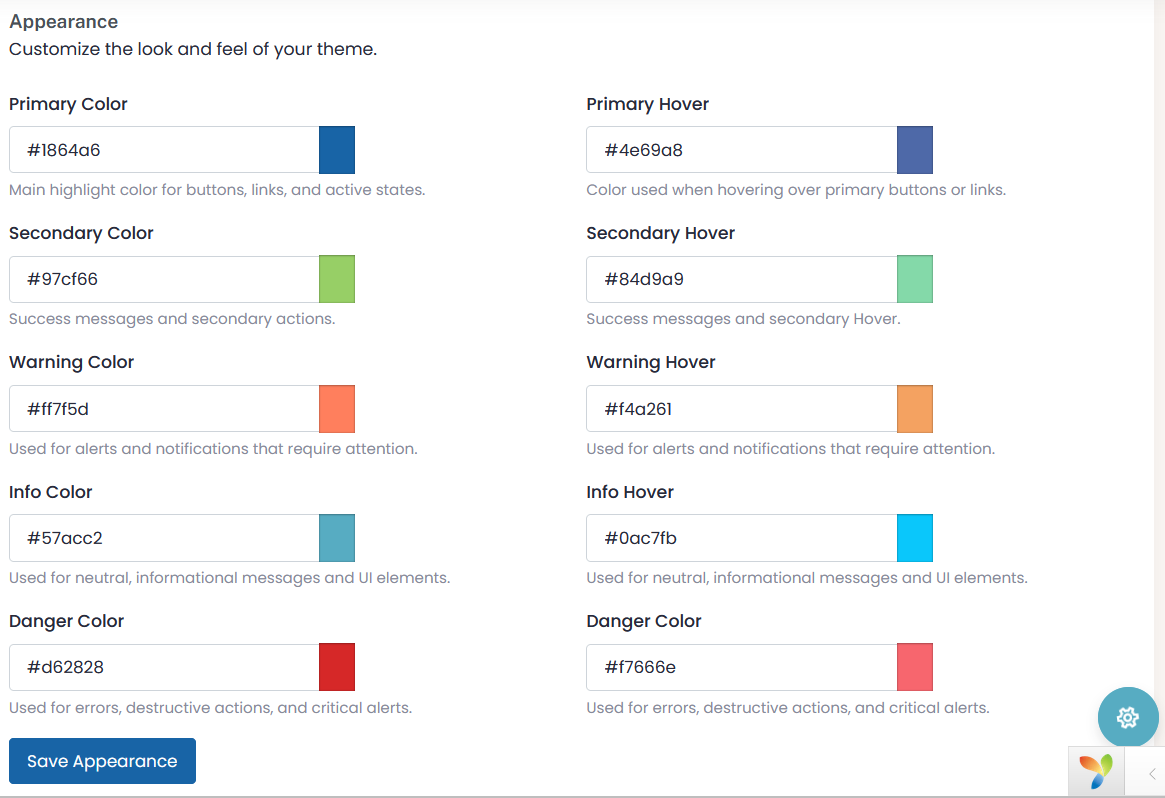 Appearance
Customize the look and feel of your theme.
Primary Color
#1864a6
Main highlight color for buttons, links, and active states.
Primary Hover
#4e69a8
Color used when hovering over primary buttons or links.
Secondary Color
#97cf66
Success messages and secondary actions.
Secondary Hover
#84d9a9
Success messages and secondary Hover.
Warning Color
#ff7f5d
Used for alerts and notifications that require attention.
Warning Hover
#f4a261
Used for alerts and notifications that require attention.
Info Color
#57acc2
Used for neutral, informational messages and UI elements.
Info Hover
#0ac7fb
Used for neutral, informational messages and UI elements.
Danger Color
#d62828
Used for errors, destructive actions, and critical alerts.
Danger Color
#f7666e
Used for errors, destructive actions, and critical alerts.
Save Appearance